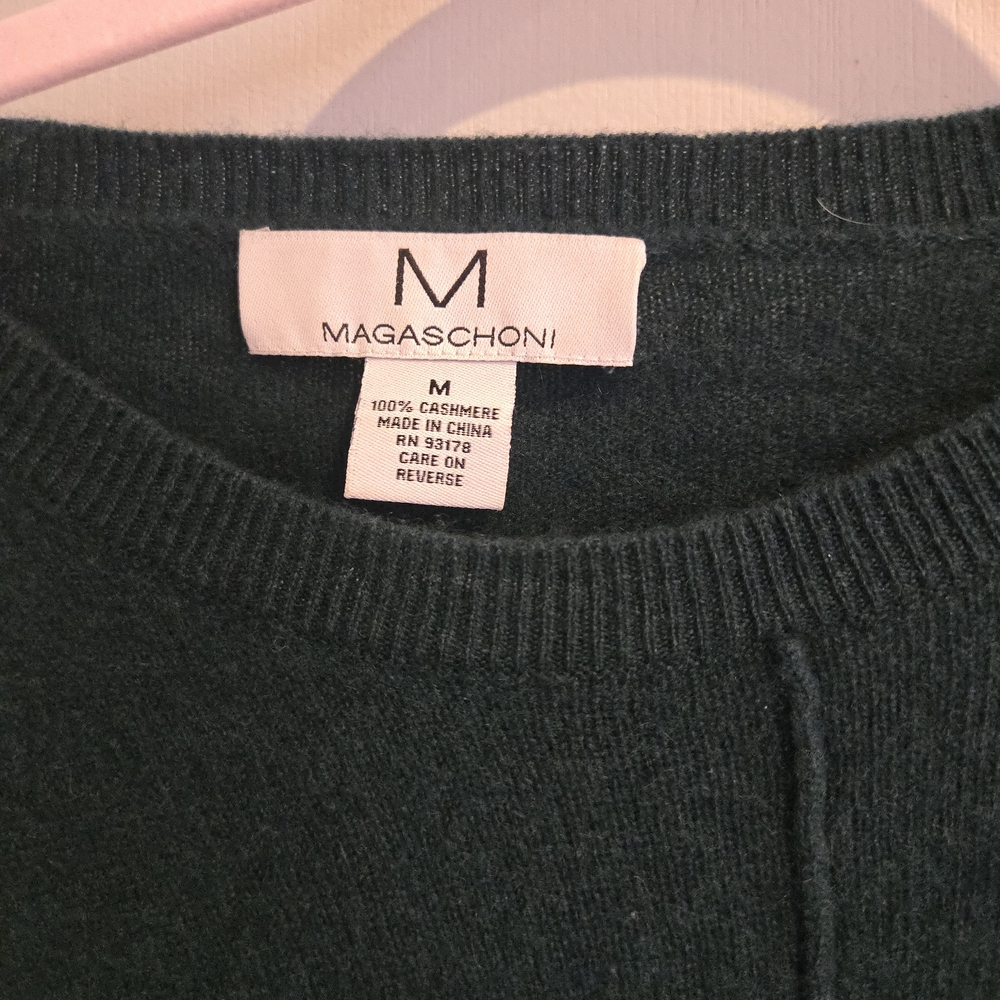 M
MAGASCHONI
M
100% CASHMERE
MADE IN CHINA
RN 93178
CARE ON
REVERSE